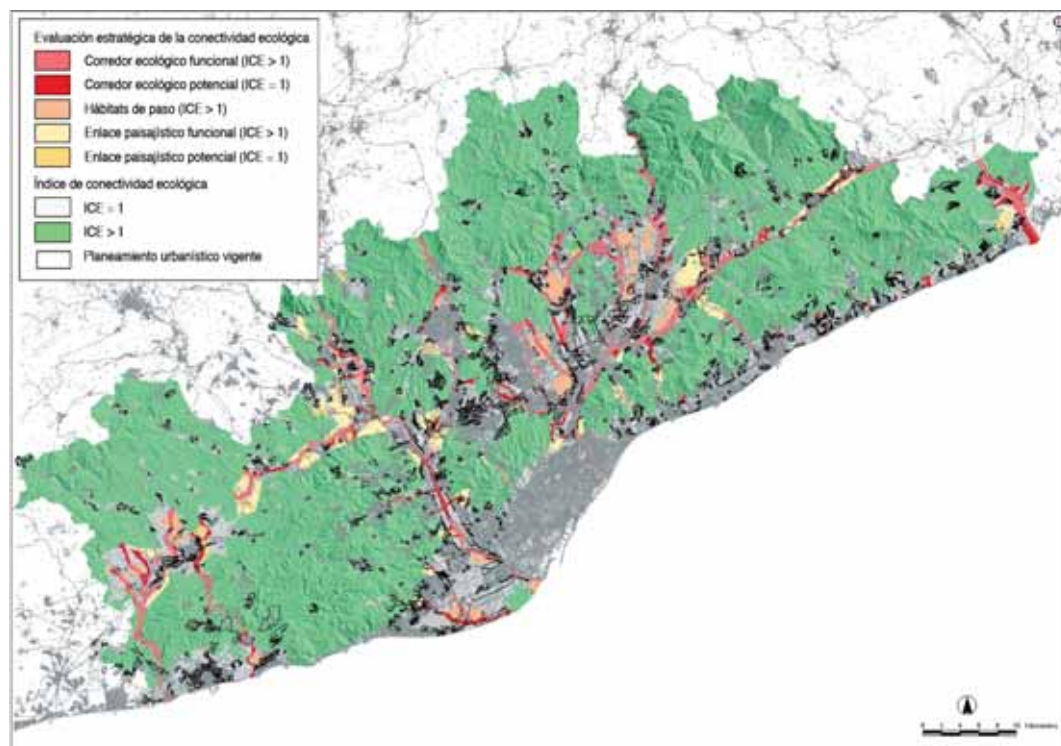 Evaluación estratégica de la conectividad ecológica
Corredor ecológico funcional (ICE > 1)
Corredor ecológico potencial (ICE = 1)
Hábitats de paso (ICE > 1)
Enlace paisajístico funcional (ICE > 1)
Enlace paisajístico potencial (ICE = 1)
Índice de conectividad ecológica
ICE = 1
ICE > 1
Planeamiento urbanístico vigente